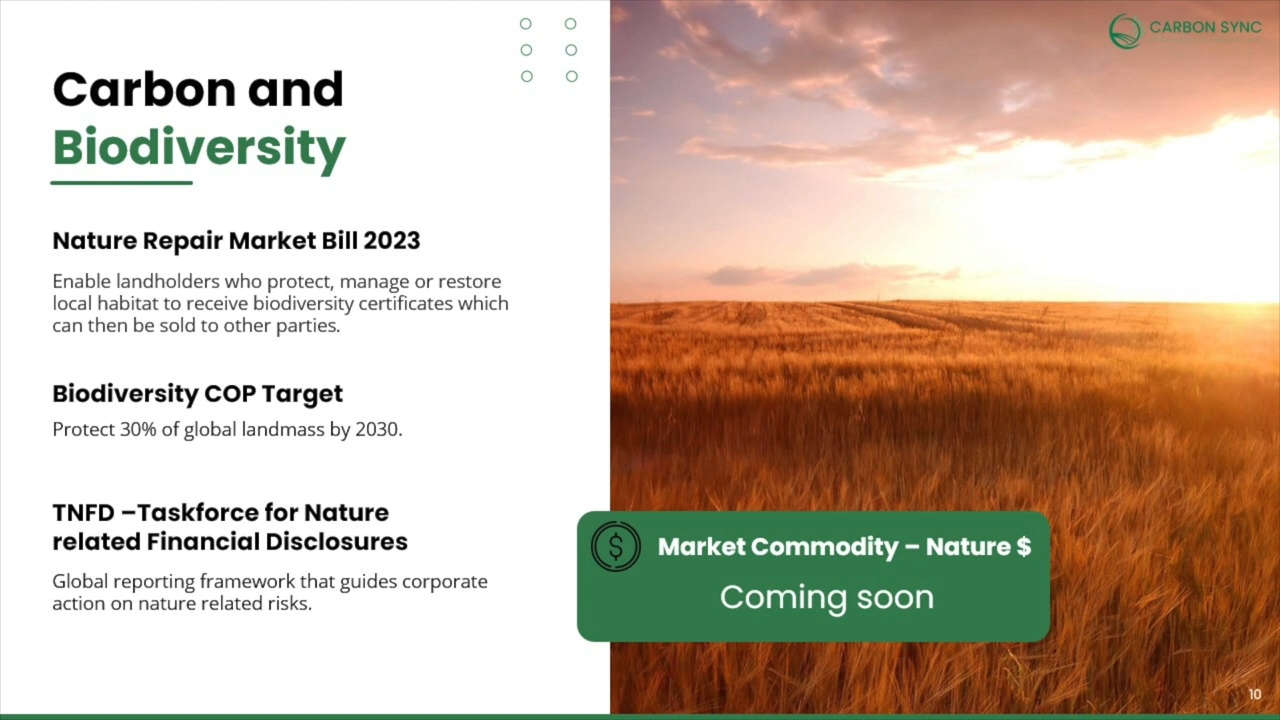 CARBON SYNC
Carbon and
Biodiversity
Nature Repair Market Bill 2023
Enable landholders who protect, manage or restore
local habitat to receive biodiversity certificates which
can then be sold to other parties.
Biodiversity COP Target
Protect 30% of global landmass by 2030.
TNFD –Taskforce for Nature
related Financial Disclosures
Global reporting framework that guides corporate
action on nature related risks.
$ Market Commodity – Nature $
Coming soon
10